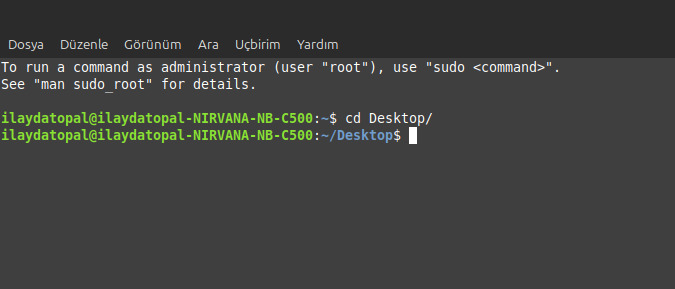 Dosya Düzenle Görünüm Ara Uçbirim Yardım
To run a command as administrator (user "root"), use "sudo <command>".
See "man sudo_root" for details.
ilaydatopal@ilaydatopal-NIRVANA-NB-C500:~$ cd Desktop/
ilaydatopal@ilaydatopal-NIRVANA-NB-C500:~/Desktop$